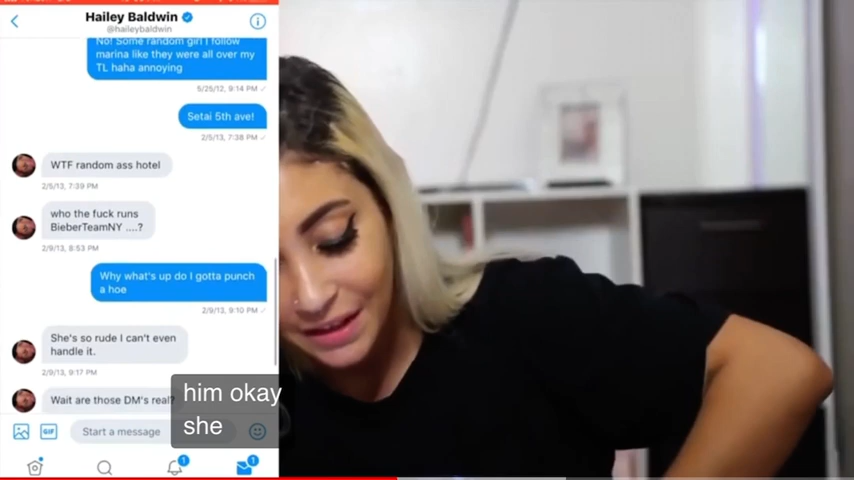 Hailey Baldwin
@haileybaldwin
No! Some random girl I follow
marina like they were all over my
TL haha annoying
5/25/12, 9:14 PM
Setai 5th ave!
2/5/13, 7:38 PM
WTF random ass hotel
2/5/13, 7:39 PM
who the fuck runs
BieberTeamNY ....?
2/9/13, 8:53 PM
Why what's up do I gotta punch
a hoe
2/9/13, 9:10 PM
She's so rude I can't even
handle it.
2/9/13, 9:17 PM
Wait are those DM's real?
him okay
she
GIF
Start a message
1
1